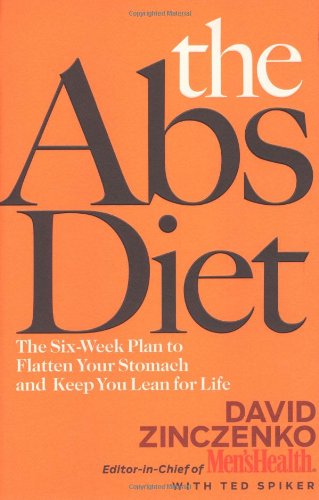 the
Abs
Diet
The Six-Week Plan to
Flatten Your Stomach
and Keep You Lean for Life
DAVID
ZINCZENKO
Editor-in-Chief of Men'sHealth.
WITH TED SPIKER